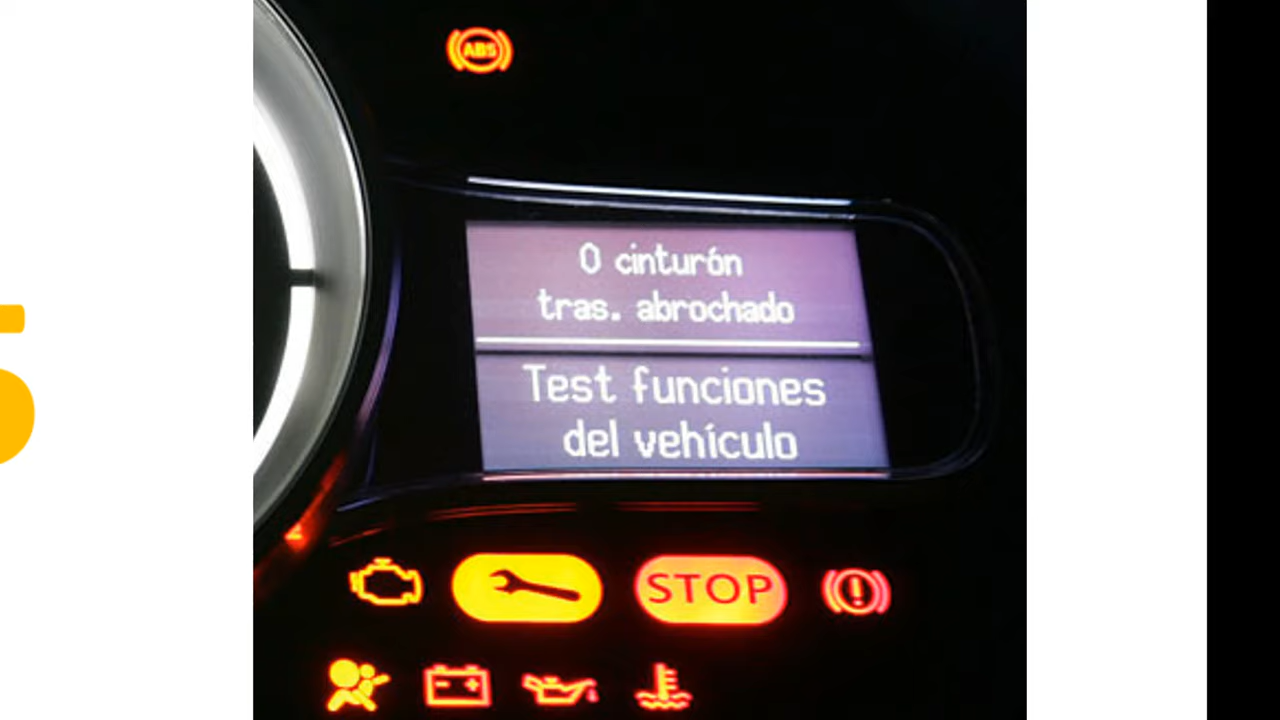 ABS
0 cinturón
tras. abrochado
Test funciones
del vehículo
STOP